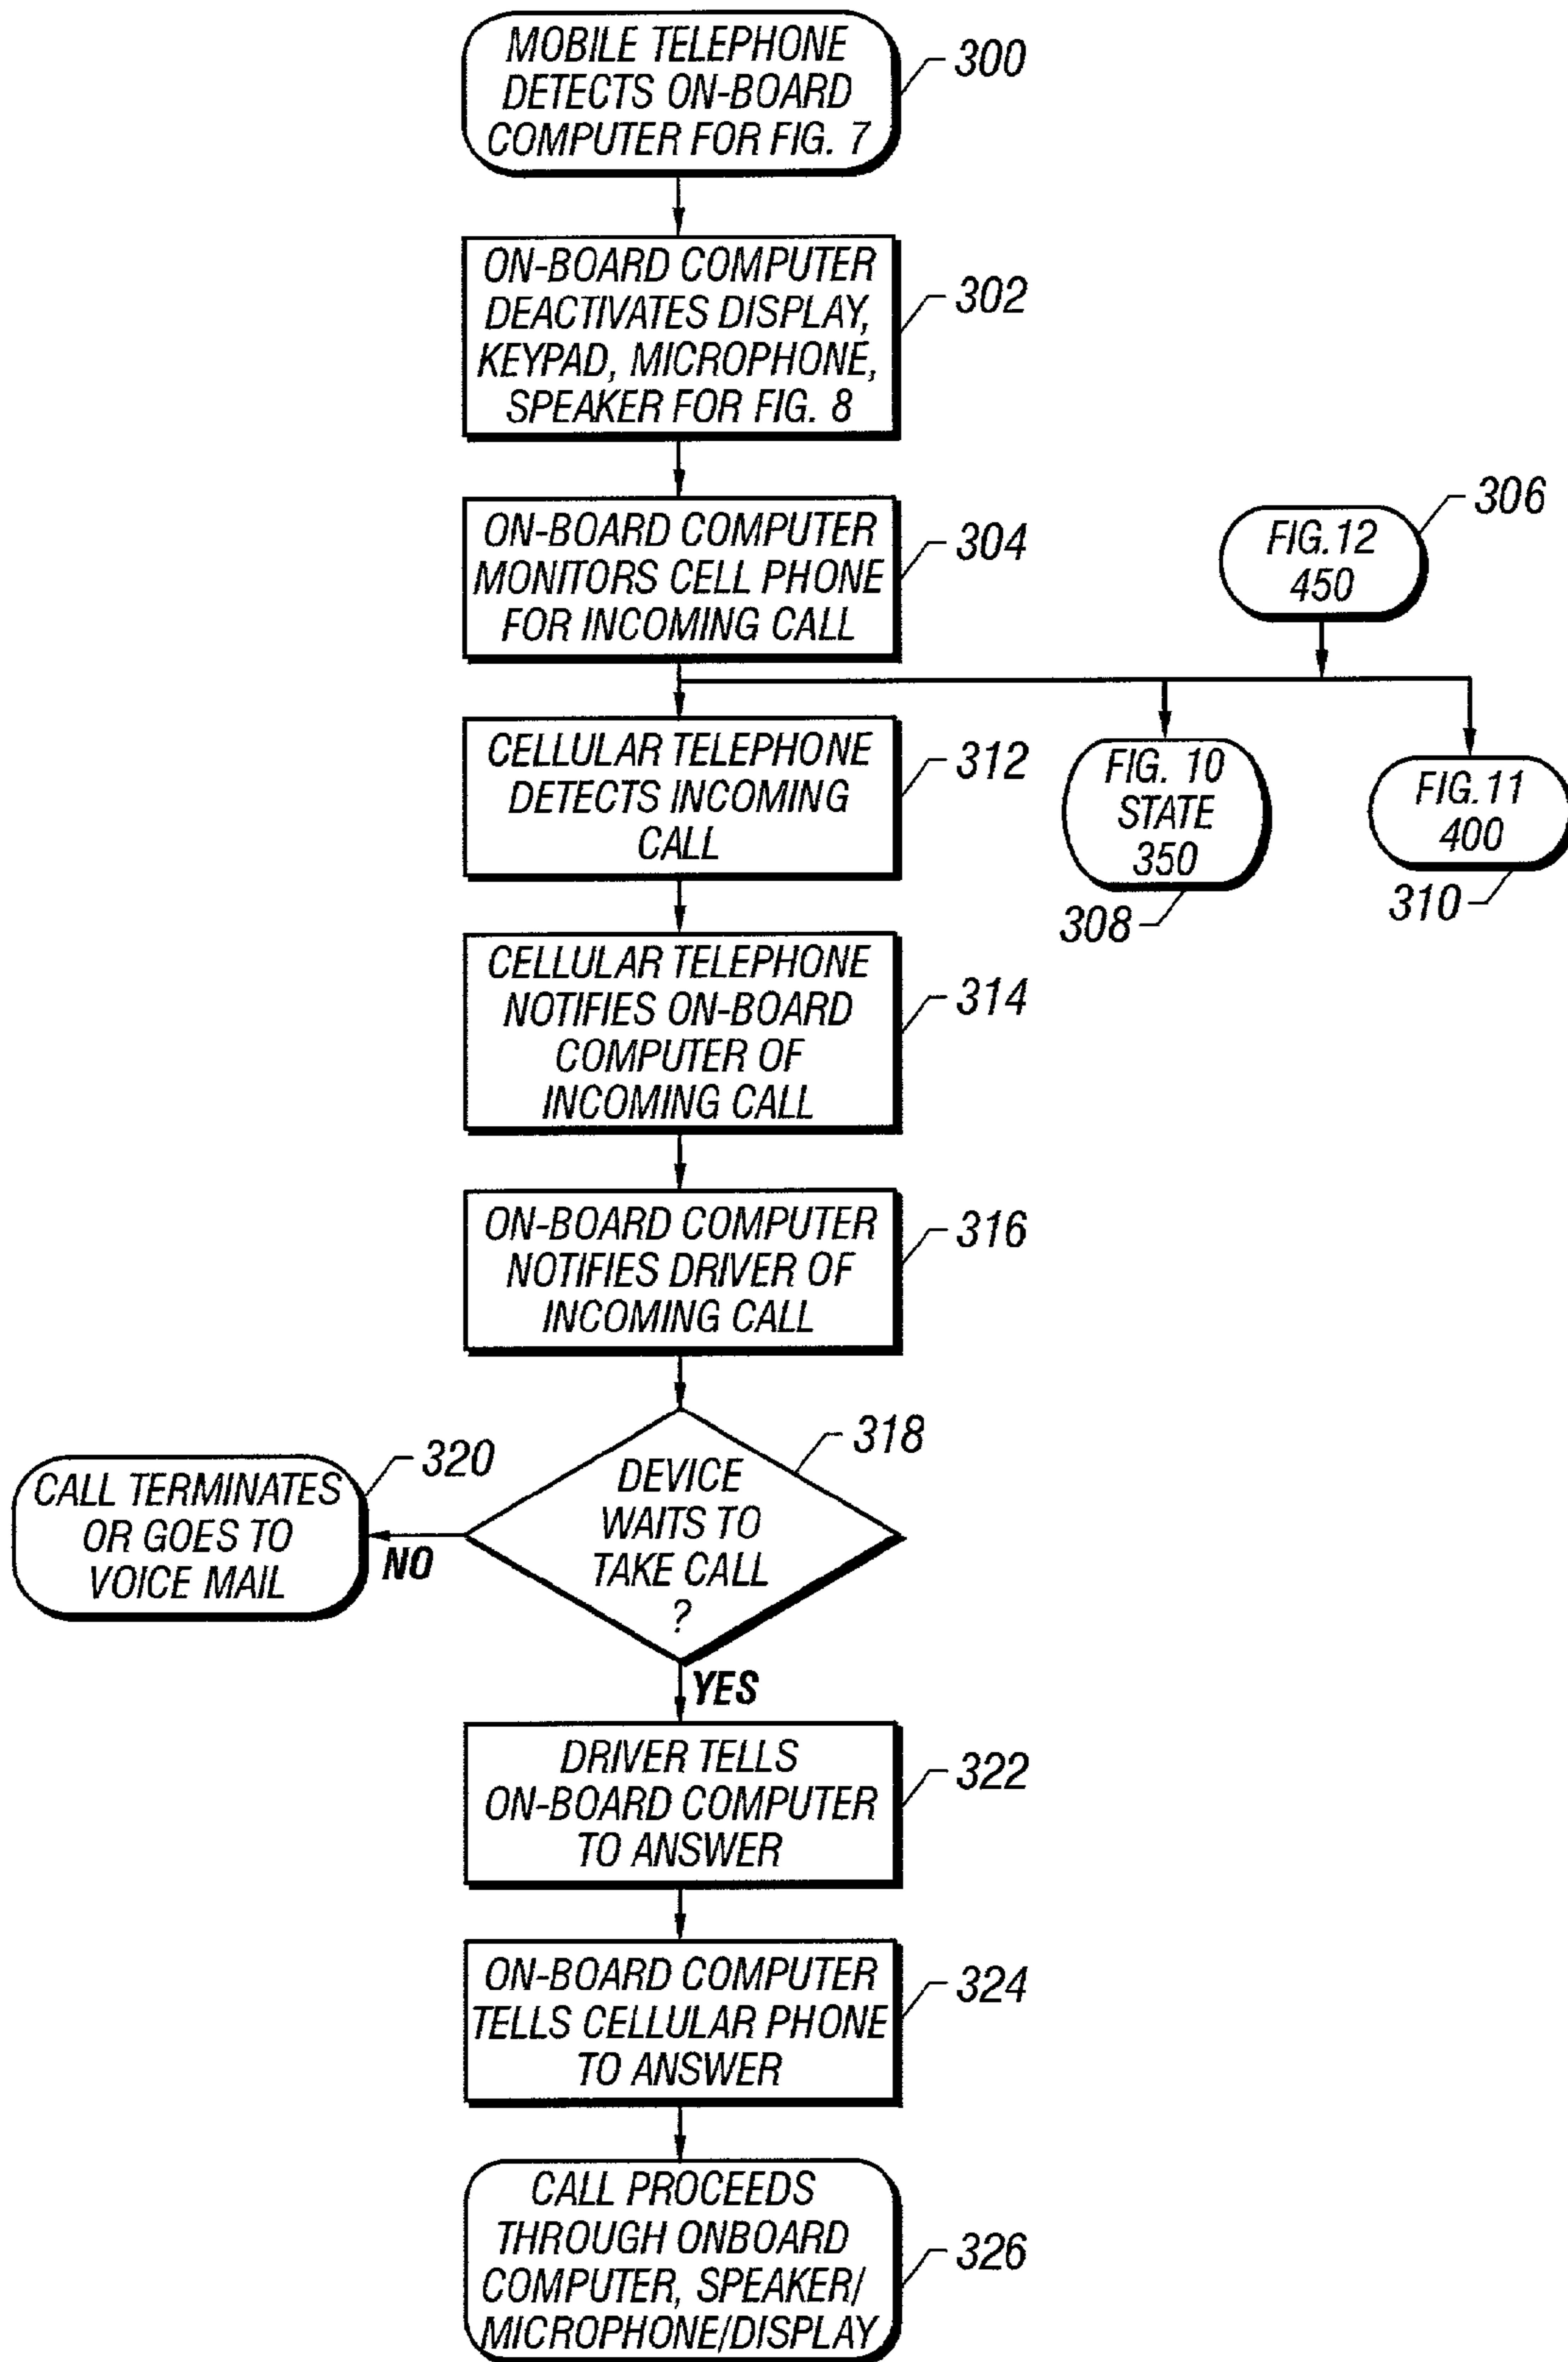 MOBILE TELEPHONE
DETECTS ON-BOARD
COMPUTER FOR FIG. 7
300
ON-BOARD COMPUTER
DEACTIVATES DISPLAY,
KEYPAD, MICROPHONE,
SPEAKER FOR FIG. 8
302
ON-BOARD COMPUTER
MONITORS CELL PHONE
FOR INCOMING CALL
304
FIG.12
450
306
CELLULAR TELEPHONE
DETECTS INCOMING
CALL
312
FIG. 10
STATE
350
308
FIG.11
400
310
CELLULAR TELEPHONE
NOTIFIES ON-BOARD
COMPUTER OF
INCOMING CALL
314
ON-BOARD COMPUTER
NOTIFIES DRIVER OF
INCOMING CALL
316
DEVICE
WAITS TO
TAKE CALL
?
318
NO
CALL TERMINATES
OR GOES TO
VOICE MAIL
320
YES
DRIVER TELLS
ON-BOARD COMPUTER
TO ANSWER
322
ON-BOARD COMPUTER
TELLS CELLULAR PHONE
TO ANSWER
324
CALL PROCEEDS
THROUGH ONBOARD
COMPUTER, SPEAKER/
MICROPHONE/DISPLAY
326